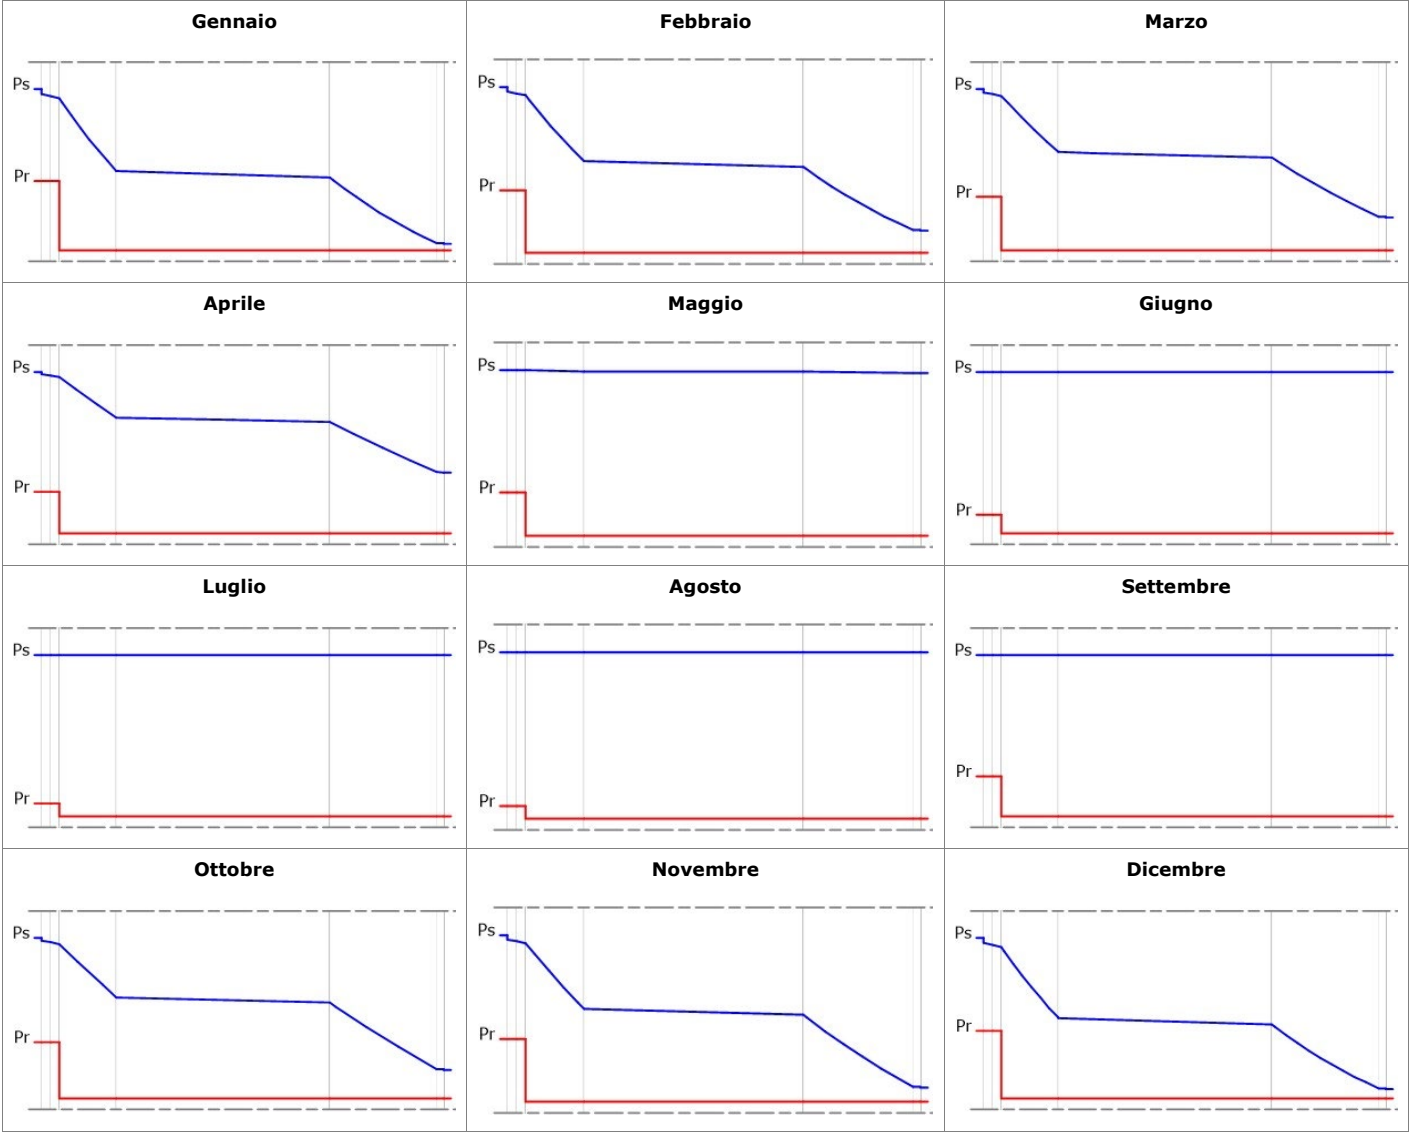 Gennaio
Febbraio
Marzo
Ps
Pr
Ps
Pr
Ps
Pr
Aprile
Maggio
Giugno
Ps
Pr
Ps
Pr
Ps
Pr
Luglio
Agosto
Settembre
Ps
Pr
Ps
Pr
Ps
Pr
Ottobre
Novembre
Dicembre
Ps
Pr
Ps
Pr
Ps
Pr